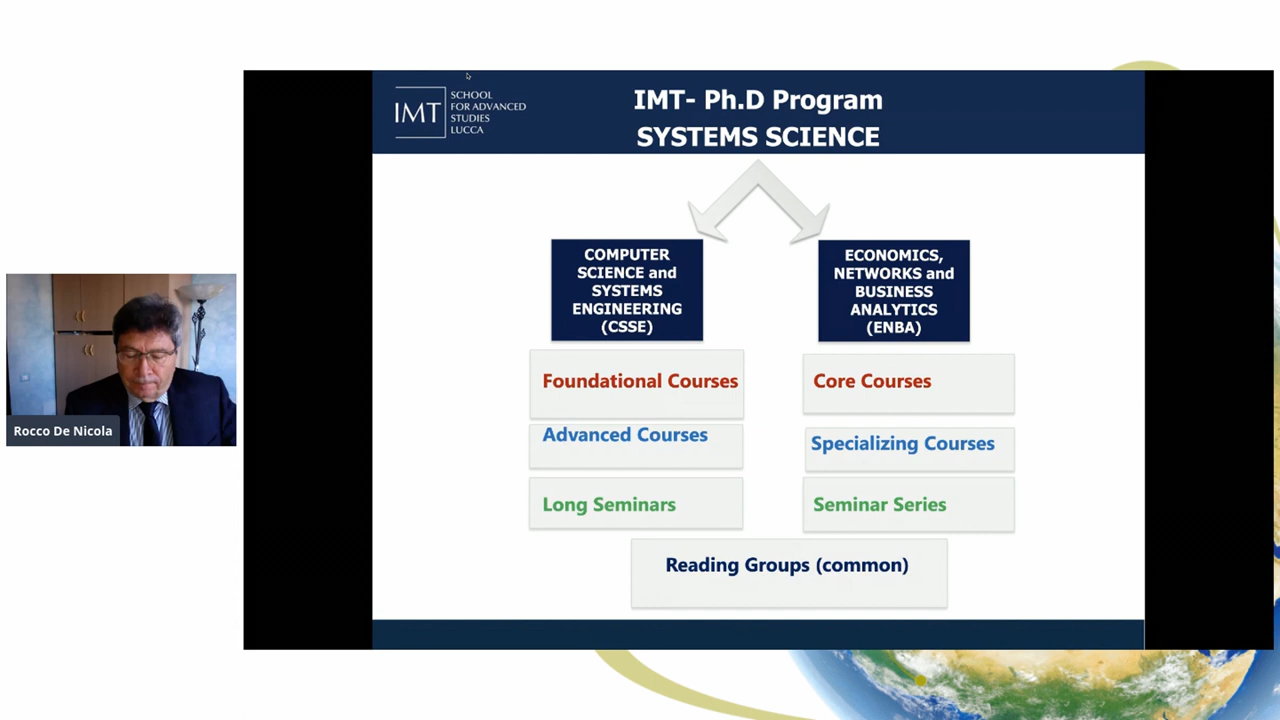 IMT
SCHOOL
FOR ADVANCED
STUDIES
LUCCA
IMT- Ph.D Program
SYSTEMS SCIENCE
COMPUTER
SCIENCE and
SYSTEMS
ENGINEERING
(CSSE)
ECONOMICS,
NETWORKS and
BUSINESS
ANALYTICS
(ENBA)
Foundational Courses
Core Courses
Advanced Courses
Specializing Courses
Long Seminars
Seminar Series
Reading Groups (common)
Rocco De Nicola